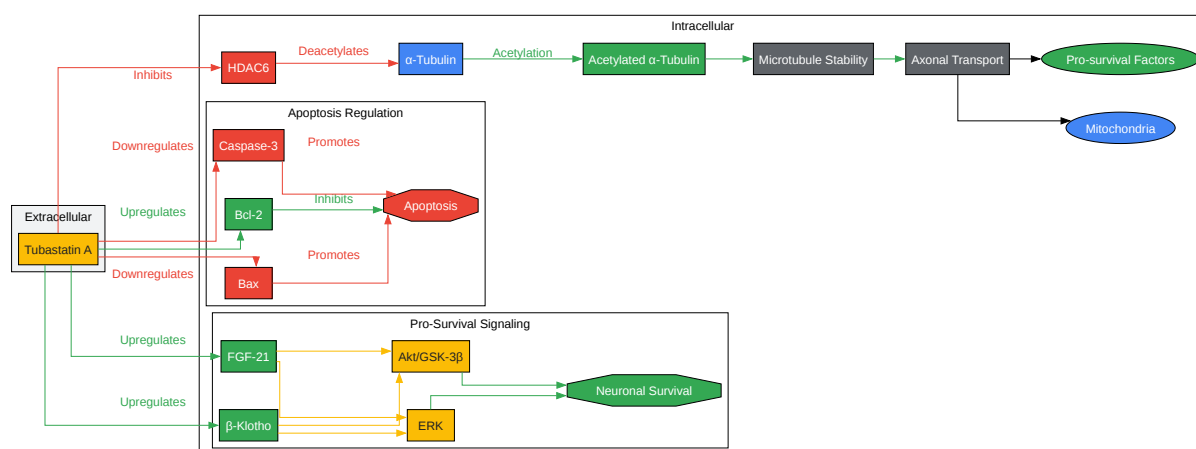 Intracellular
HDAC6
Deacetylates
α-Tubulin
Acetylation
Acetylated α-Tubulin
Microtubule Stability
Axonal Transport
Pro-survival Factors
Inhibits
Mitochondria
Apoptosis Regulation
Downregulates
Caspase-3
Promotes
Upregulates
Bcl-2
Inhibits
Apoptosis
Extracellular
Tubastatin A
Promotes
Downregulates
Bax
Pro-Survival Signaling
Upregulates
FGF-21
Akt/GSK-3β
Neuronal Survival
Upregulates
β-Klotho
ERK